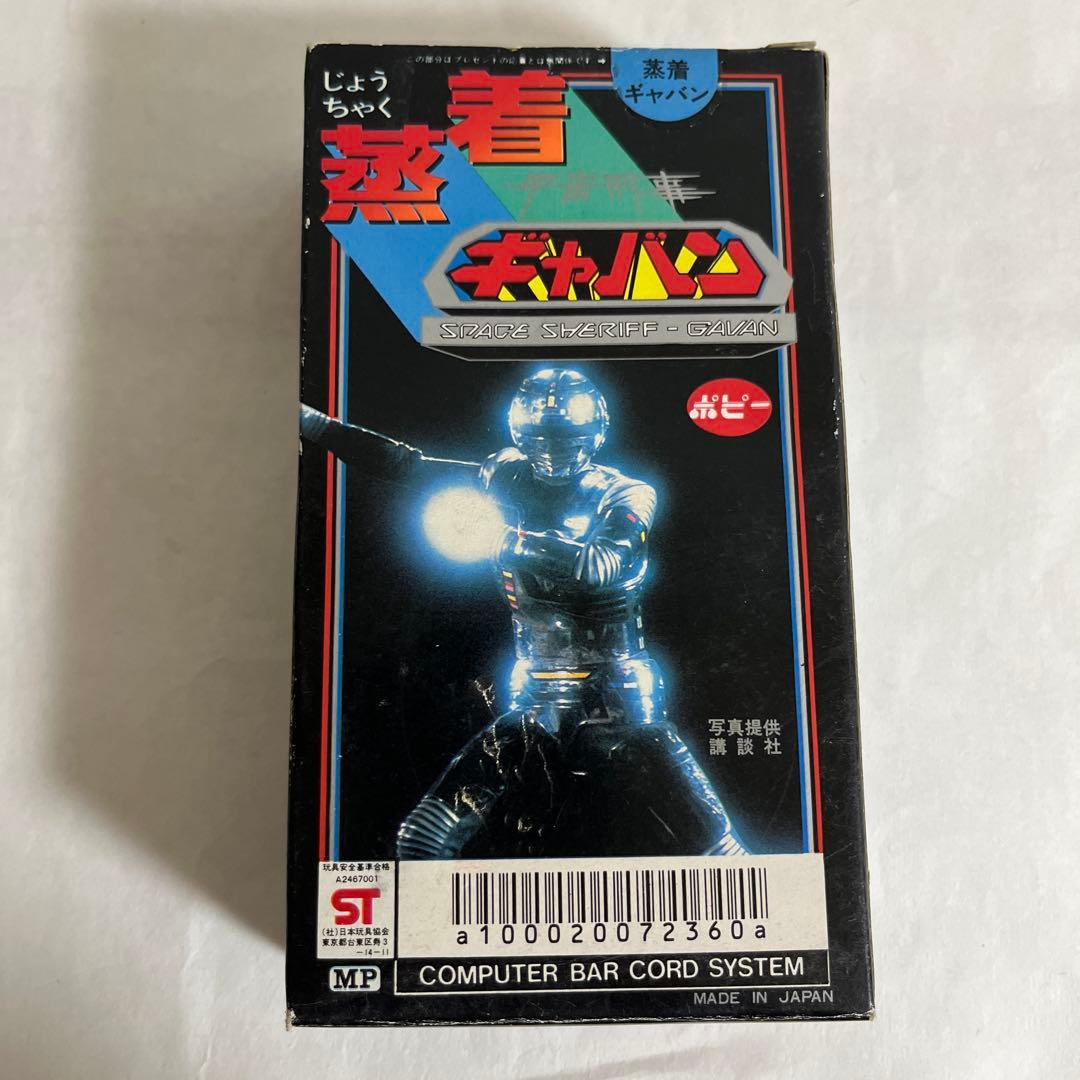 この部分はプレゼントの応募とは無関係です→
蒸着
ギャバン
じょう
ちゃく
蒸着
宇宙刑事
ギャバン
SPACE SHERIFF-GAVAN
ポピー
写真提供
講談社
玩具安全基準合格
A2467001
ST
(社)日本玩具協会
東京都台東区寿3
-14-11
MP
a100020072360a
COMPUTER BAR CORD SYSTEM
MADE IN JAPAN